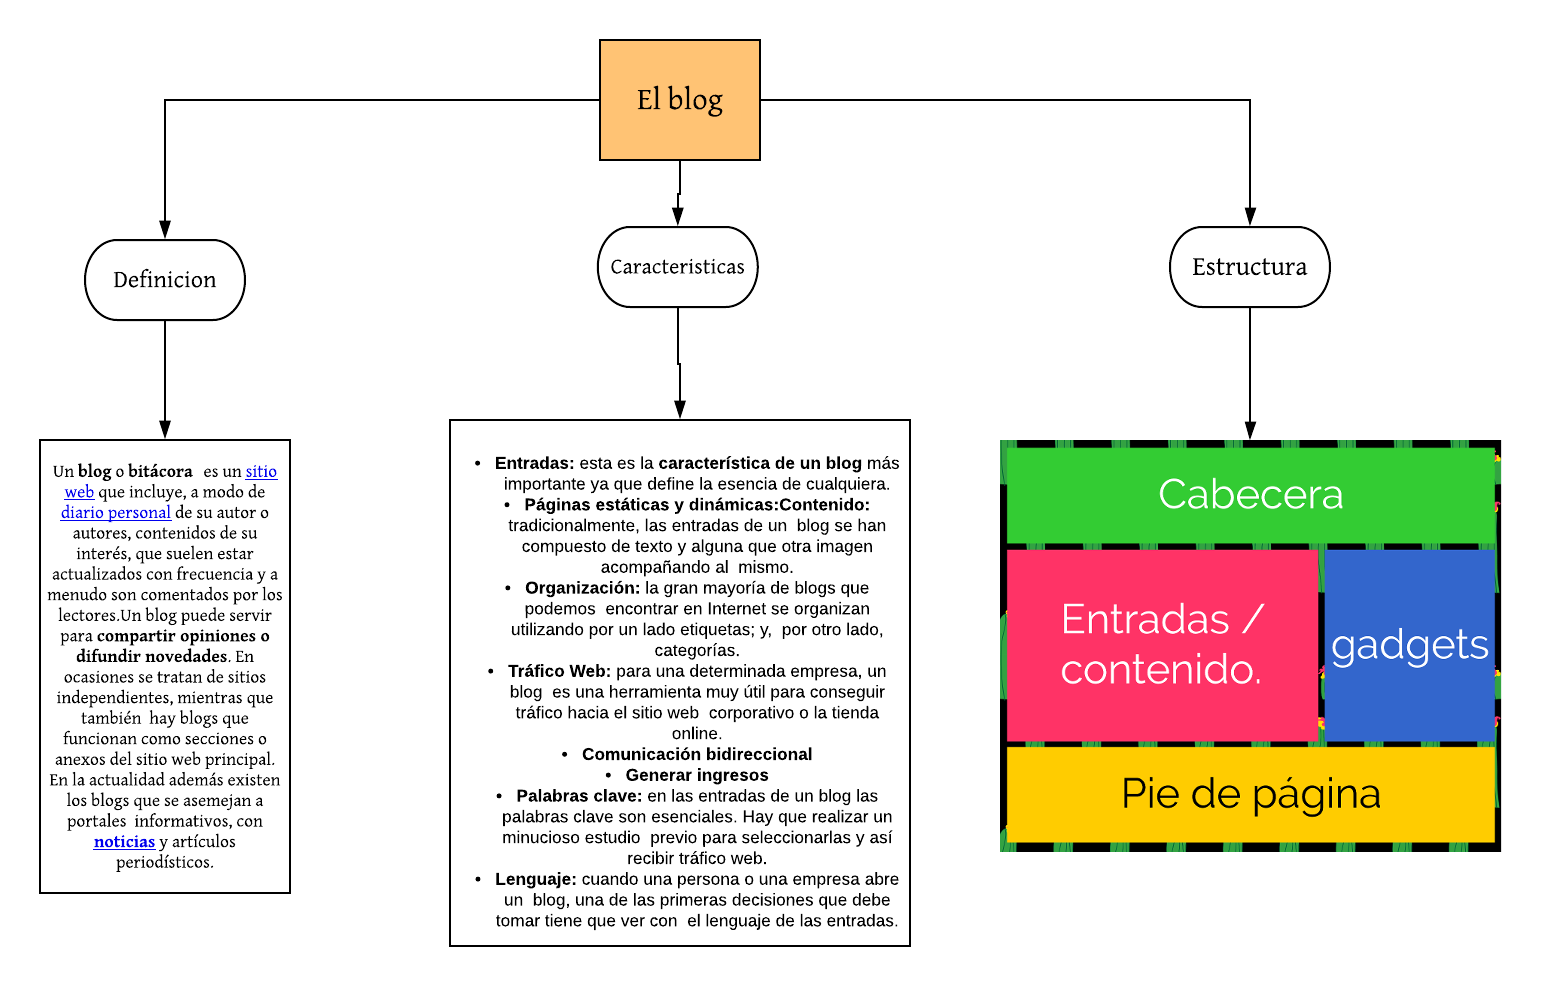 El blog
Definicion
Caracteristicas
Estructura
Un blog o bitácora es un sitio
web que incluye, a modo de
diario personal de su autor o
autores, contenidos de su
interés, que suelen estar
actualizados con frecuencia y a
menudo son comentados por los
lectores.Un blog puede servir
para compartir opiniones o
difundir novedades. En
ocasiones se tratan de sitios
independientes, mientras que
también hay blogs que
funcionan como secciones o
anexos del sitio web principal.
En la actualidad además existen
los blogs que se asemejan a
portales informativos, con
noticias y artículos
periodísticos.
• Entradas: esta es la característica de un blog más
importante ya que define la esencia de cualquiera.
• Páginas estáticas y dinámicas:Contenido:
tradicionalmente, las entradas de un blog se han
compuesto de texto y alguna que otra imagen
acompañando al mismo.
• Organización: la gran mayoría de blogs que
podemos encontrar en Internet se organizan
utilizando por un lado etiquetas; y, por otro lado,
categorías.
• Tráfico Web: para una determinada empresa, un
blog es una herramienta muy útil para conseguir
tráfico hacia el sitio web corporativo o la tienda
online.
• Comunicación bidireccional
• Generar ingresos
• Palabras clave: en las entradas de un blog las
palabras clave son esenciales. Hay que realizar un
minucioso estudio previo para seleccionarlas y así
recibir tráfico web.
• Lenguaje: cuando una persona o una empresa abre
un blog, una de las primeras decisiones que debe
tomar tiene que ver con el lenguaje de las entradas.
Cabecera
Entradas /
contenido.
gadgets
Pie de página